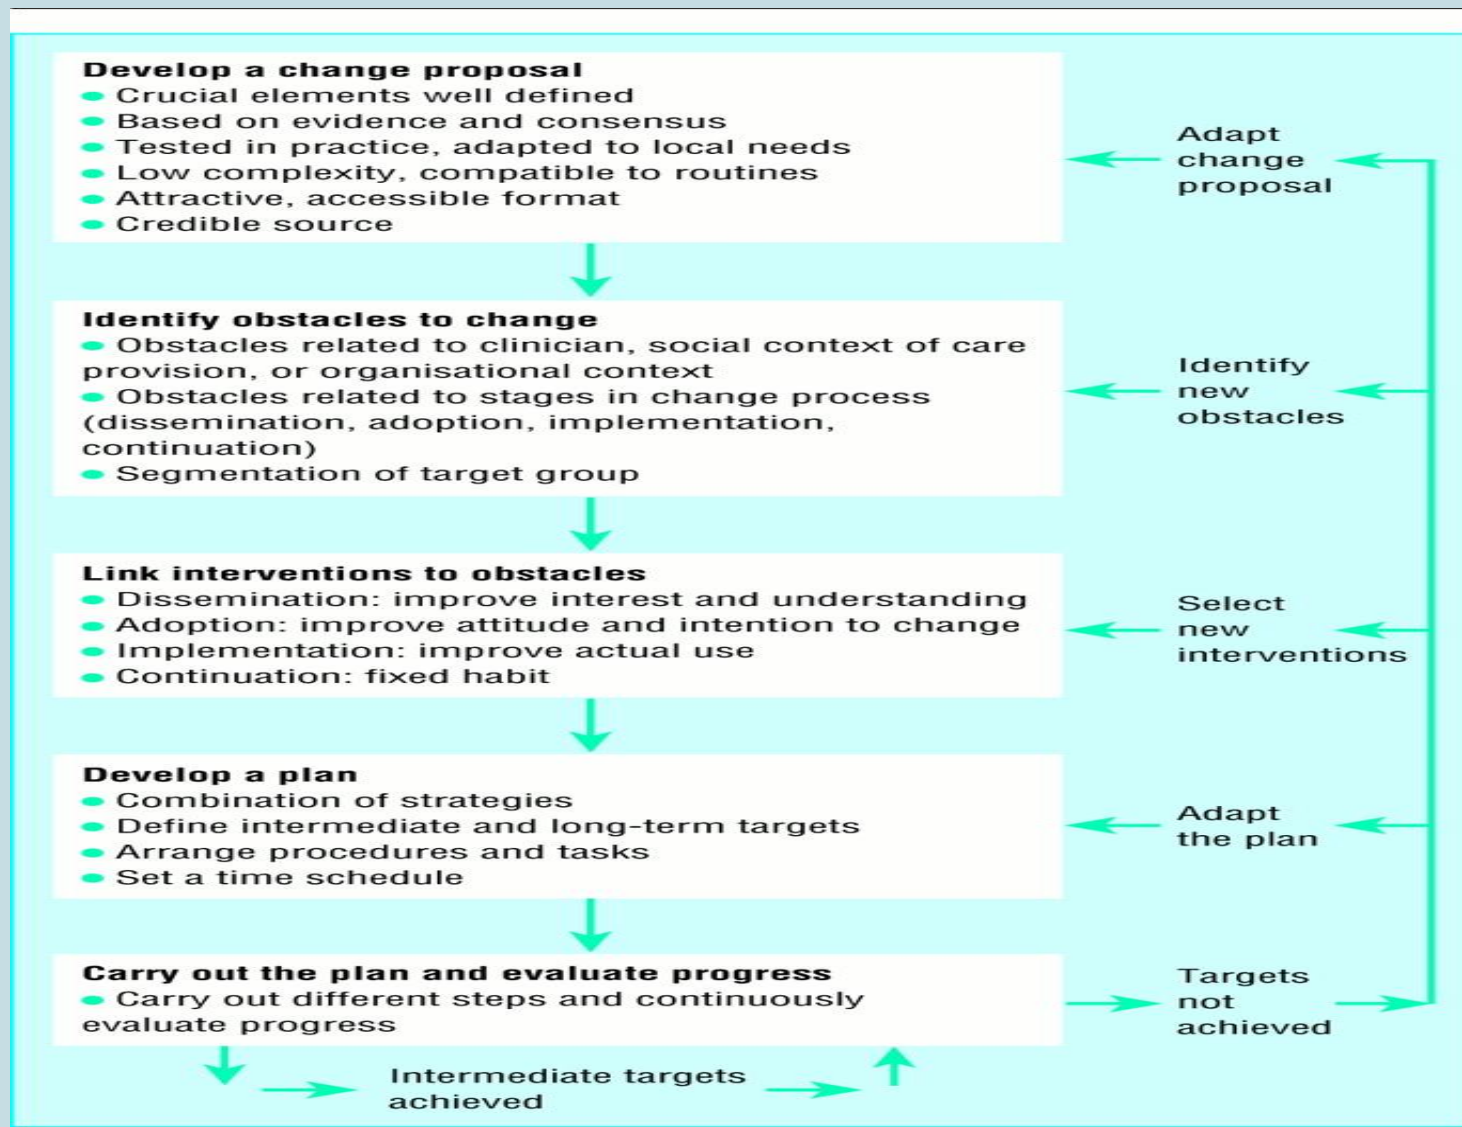 Develop a change proposal
● Crucial elements well defined
● Based on evidence and consensus
● Tested in practice, adapted to local needs
● Low complexity, compatible to routines
● Attractive, accessible format
● Credible source
Adapt
change
proposal
Identify obstacles to change
● Obstacles related to clinician, social context of care
provision, or organisational context
● Obstacles related to stages in change process
(dissemination, adoption, implementation,
continuation)
● Segmentation of target group
Identify
new
obstacles
Link interventions to obstacles
● Dissemination: improve interest and understanding
● Adoption: improve attitude and intention to change
● Implementation: improve actual use
● Continuation: fixed habit
Select
new
interventions
Develop a plan
● Combination of strategies
● Define intermediate and long-term targets
● Arrange procedures and tasks
● Set a time schedule
Adapt
the plan
Carry out the plan and evaluate progress
● Carry out different steps and continuously
evaluate progress
Targets
not
achieved
Intermediate targets
achieved